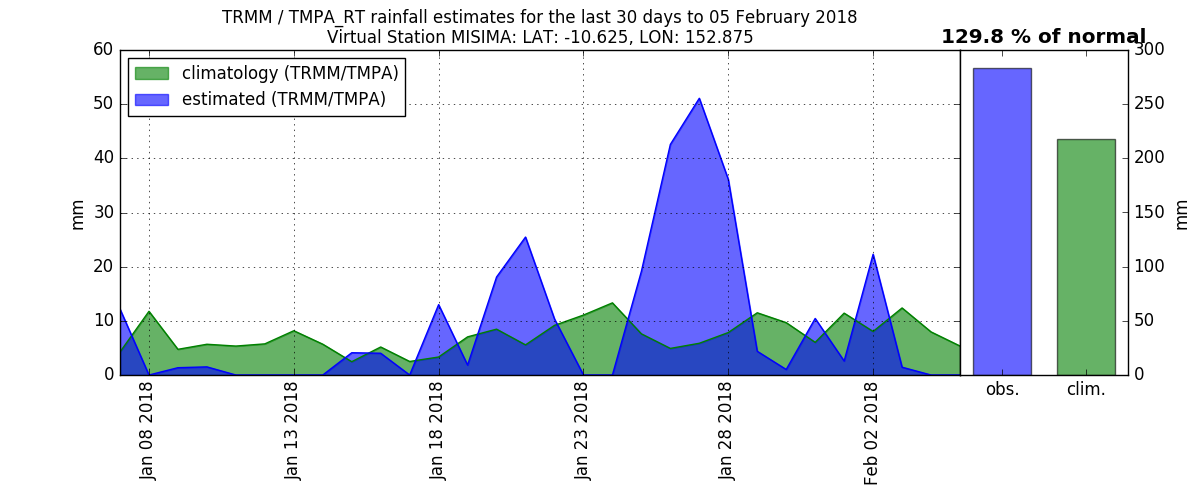 TRMM / TMPA_RT rainfall estimates for the last 30 days to 05 February 2018
Virtual Station MISIMA: LAT: -10.625, LON: 152.875
129.8 % of normal
climatology (TRMM/TMPA)
estimated (TRMM/TMPA)
60
50
40
30
20
10
0
mm
300
250
200
150
100
50
0
mm
Jan 08 2018
Jan 13 2018
Jan 18 2018
Jan 23 2018
Jan 28 2018
Feb 02 2018
obs.
clim.